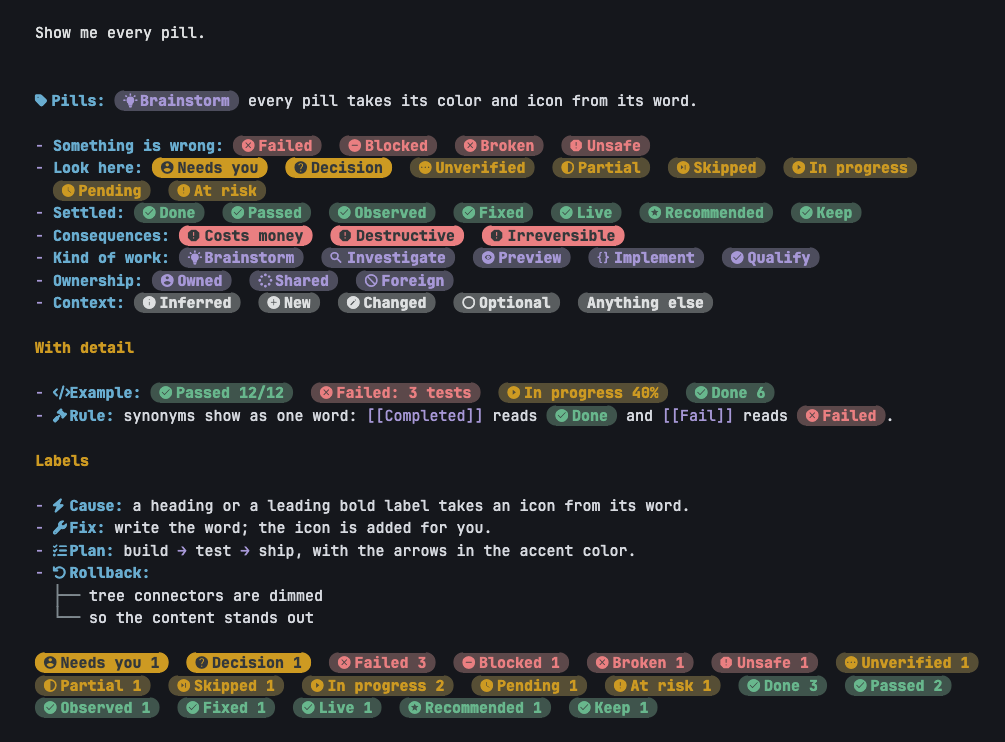 Show me every pill.
Pills: Brainstorm every pill takes its color and icon from its word.
- Something is wrong: Failed Blocked Broken Unsafe
- Look here: Needs you Decision Unverified Partial Skipped In progress
Pending At risk
- Settled: Done Passed Observed Fixed Live Recommended Keep
- Consequences: Costs money Destructive Irreversible
- Kind of work: Brainstorm Investigate Preview {} Implement Qualify
- Ownership: Owned Shared Foreign
- Context: Inferred New Changed Optional Anything else
With detail
- </>Example: Passed 12/12 Failed: 3 tests In progress 40% Done 6
- Rule: synonyms show as one word: [[Completed]] reads Done and [[Fail]] reads Failed.
Labels
- Cause: a heading or a leading bold label takes an icon from its word.
- Fix: write the word; the icon is added for you.
- Plan: build → test → ship, with the arrows in the accent color.
- Rollback:
├── tree connectors are dimmed
└── so the content stands out
Needs you 1 Decision 1 Failed 3 Blocked 1 Broken 1 Unsafe 1 Unverified 1
Partial 1 Skipped 1 In progress 2 Pending 1 At risk 1 Done 3 Passed 2
Observed 1 Fixed 1 Live 1 Recommended 1 Keep 1